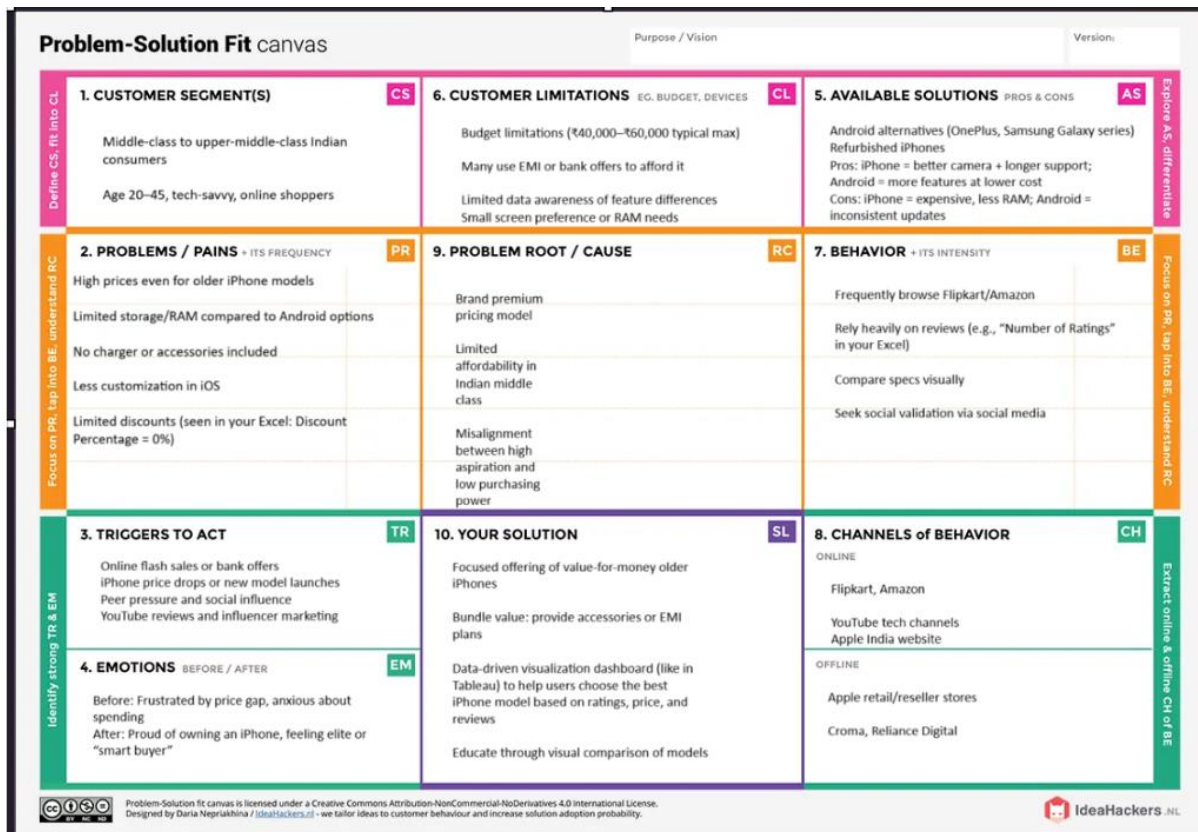 Problem-Solution Fit canvas
Purpose / Vision
Version:
Define CS, fit into CL
1. CUSTOMER SEGMENT(S)
CS
Middle-class to upper-middle-class Indian
consumers
Age 20–45, tech-savvy, online shoppers
6. CUSTOMER LIMITATIONS EG. BUDGET, DEVICES
CL
Budget limitations (₹40,000–₹60,000 typical max)
Many use EMI or bank offers to afford it
Limited data awareness of feature differences
Small screen preference or RAM needs
5. AVAILABLE SOLUTIONS PROS & CONS
AS
Android alternatives (OnePlus, Samsung Galaxy series)
Refurbished iPhones
Pros: iPhone = better camera + longer support;
Android = more features at lower cost
Cons: iPhone = expensive, less RAM; Android =
inconsistent updates
Explore AS, differentiate
Focus on PR, tap into BE, understand RC
2. PROBLEMS / PAINS + ITS FREQUENCY
PR
High prices even for older iPhone models
Limited storage/RAM compared to Android options
No charger or accessories included
Less customization in iOS
Limited discounts (seen in your Excel: Discount
Percentage = 0%)
9. PROBLEM ROOT / CAUSE
RC
Brand premium
pricing model
Limited
affordability in
Indian middle
class
Misalignment
between high
aspiration and
low purchasing
power
7. BEHAVIOR + ITS INTENSITY
BE
Frequently browse Flipkart/Amazon
Rely heavily on reviews (e.g., “Number of Ratings”
in your Excel)
Compare specs visually
Seek social validation via social media
Focus on PR, tap into BE, understand RC
Identify strong TR & EM
3. TRIGGERS TO ACT
TR
Online flash sales or bank offers
iPhone price drops or new model launches
Peer pressure and social influence
YouTube reviews and influencer marketing
4. EMOTIONS BEFORE / AFTER
EM
Before: Frustrated by price gap, anxious about
spending
After: Proud of owning an iPhone, feeling elite or
“smart buyer”
10. YOUR SOLUTION
SL
Focused offering of value-for-money older
iPhones
Bundle value: provide accessories or EMI
plans
Data-driven visualization dashboard (like in
Tableau) to help users choose the best
iPhone model based on ratings, price, and
reviews
Educate through visual comparison of models
8. CHANNELS of BEHAVIOR
CH
ONLINE
Flipkart, Amazon
YouTube tech channels
Apple India website
OFFLINE
Apple retail/reseller stores
Croma, Reliance Digital
Extract online & offline CH of BE
cc BY NC ND
Problem-Solution fit canvas is licensed under a Creative Commons Attribution-NonCommercial-NoDerivatives 4.0 International License.
Designed by Daria Nepriakhina / IdeaHackers.nl - we tailor ideas to customer behaviour and increase solution adoption probability.
IdeaHackers.NL